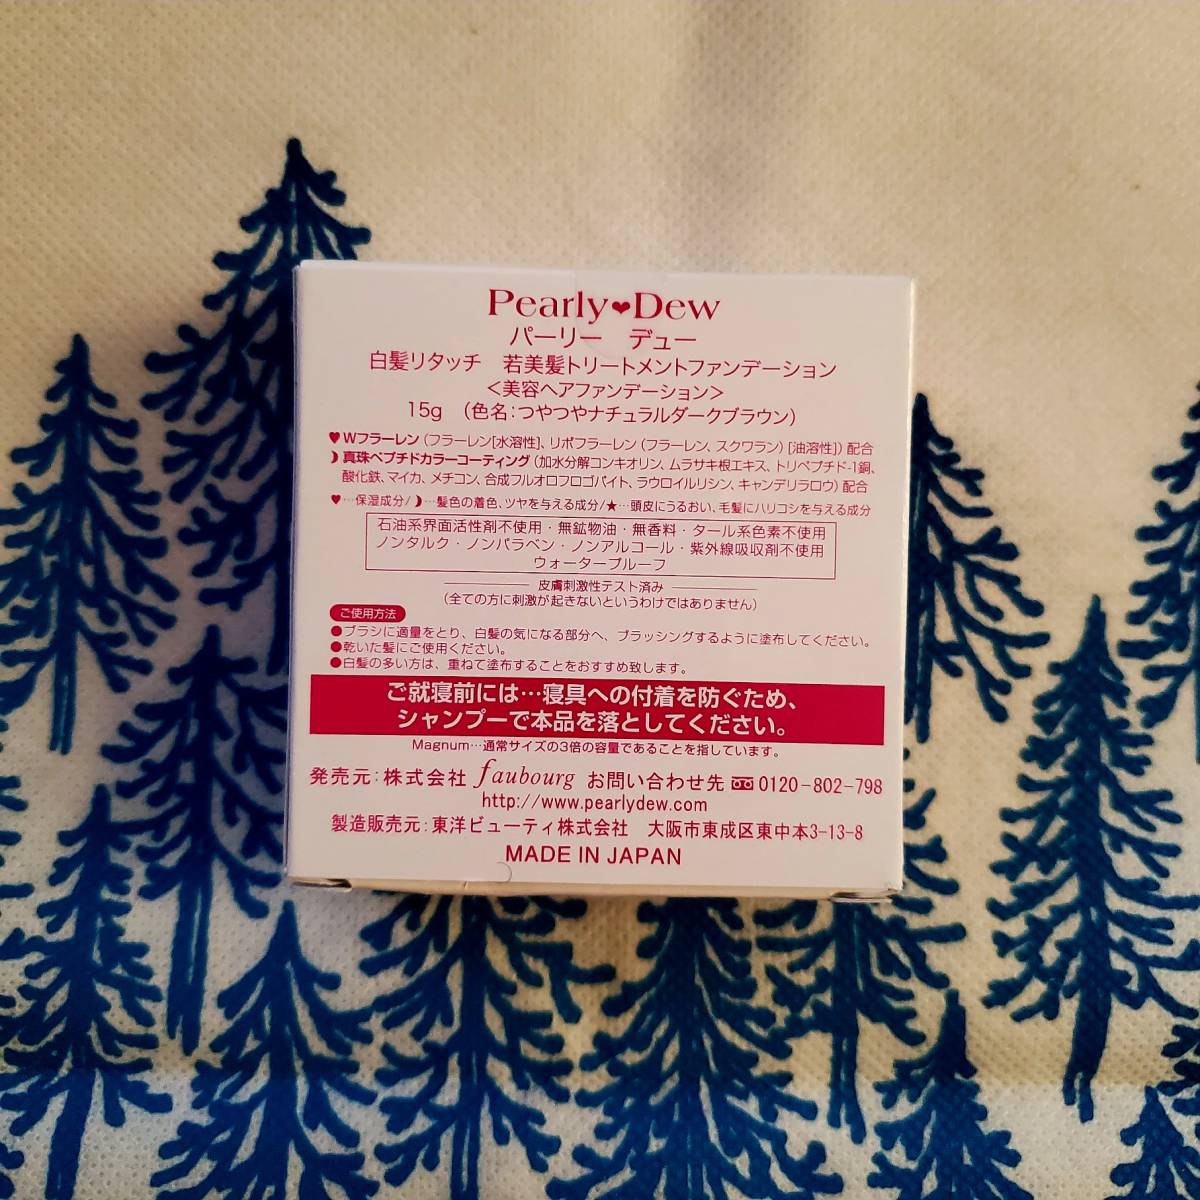 Pearly♥Dew
パーリー デュー
白髪リタッチ 若美髪トリートメントファンデーション
<美容ヘアファンデーション>
15g (色名:つやつやナチュラルダークブラウン)
♥Wフラーレン(フラーレン[水溶性]、リポフラーレン(フラーレン、スクワラン)[油溶性])配合
☽真珠ペプチドカラーコーティング(加水分解コンキオリン、ムラサキ根エキス、トリペプチド-1銅、
酸化鉄、マイカ、メチコン、合成フルオロフロゴパイト、ラウロイルリシン、キャンデリラロウ)配合
♥…保湿成分/☽…髪色の着色、ツヤを与える成分/★…頭皮にうるおい、毛髪にハリコシを与える成分
石油系界面活性剤不使用・無鉱物油・無香料・タール系色素不使用
ノンタルク・ノンパラベン・ノンアルコール・紫外線吸収剤不使用
ウォータープルーフ
皮膚刺激性テスト済み
(全ての方に刺激が起きないというわけではありません)
ご使用方法
●ブラシに適量をとり、白髪の気になる部分へ、ブラッシングするように塗布してください。
●乾いた髪にご使用ください。
●白髪の多い方は、重ねて塗布することをおすすめ致します。
ご就寝前には…寝具への付着を防ぐため、
シャンプーで本品を落としてください。
Magnum…通常サイズの3倍の容量であることを指しています。
発売元:株式会社 faubourg お問い合わせ先 0120-802-798
http://www.pearlydew.com
製造販売元:東洋ビューティ株式会社 大阪市東成区東中本3-13-8
MADE IN JAPAN